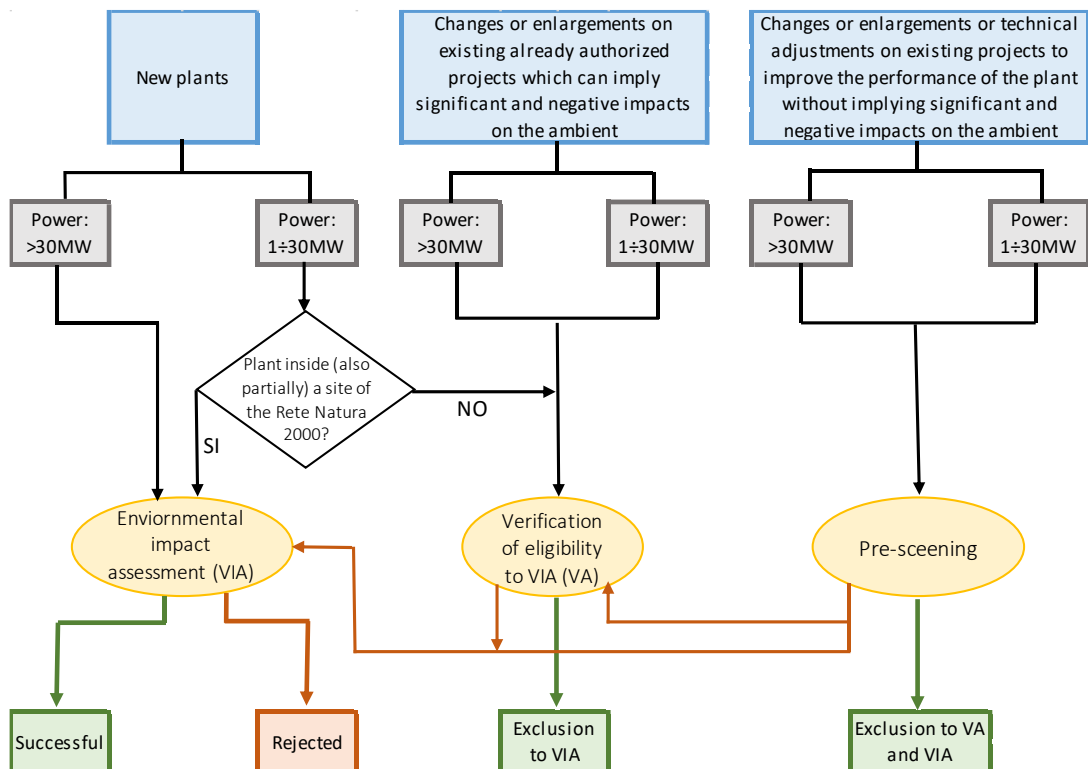 New plants
Changes or enlargements on
existing already authorized
projects which can imply
significant and negative impacts
on the ambient
Changes or enlargements or technical
adjustments on existing projects to
improve the performance of the plant
without implying significant and
negative impacts on the ambient
Power:
>30MW
Power:
1÷30MW
Power:
>30MW
Power:
1÷30MW
Power:
>30MW
Power:
1÷30MW
Plant inside (also
partially) a site of
the Rete Natura
2000?
NO
SI
Enviornmental
impact
assessment (VIA)
Verification
of eligibility
to VIA (VA)
Pre-sceening
Successful
Rejected
Exclusion
to VIA
Exclusion to VA
and VIA